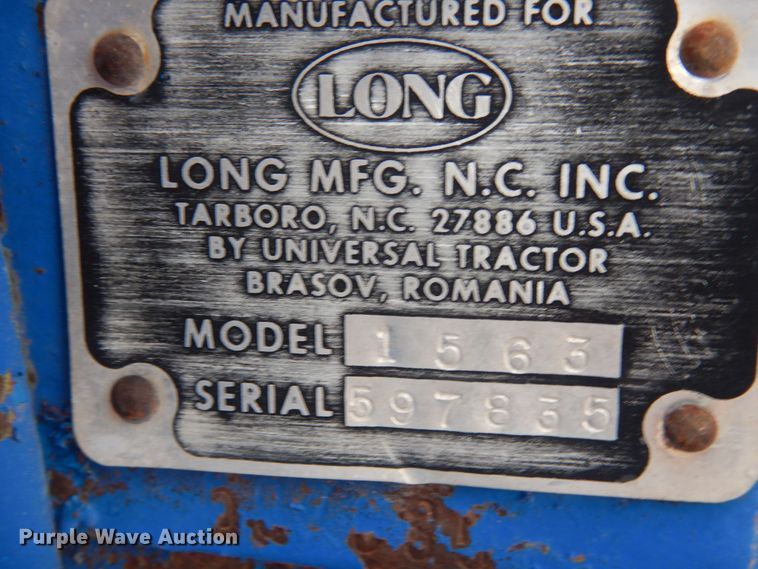 MANUFACTURED FOR
LONG
LONG MFG. N.C. INC.
TARBORO, N.C. 27886 U.S.A.
BY UNIVERSAL TRACTOR
BRASOV, ROMANIA
MODEL 1563
SERIAL 597835
Purple Wave Auction